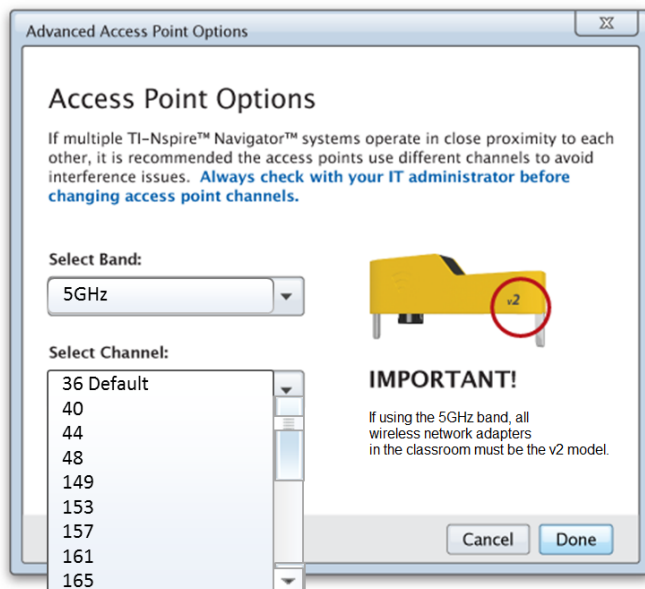 Advanced Access Point Options
Access Point Options
If multiple TI-Nspire™ Navigator™ systems operate in close proximity to each
other, it is recommended the access points use different channels to avoid
interference issues. Always check with your IT administrator before
changing access point channels.
Select Band:
5GHz
v2
Select Channel:
36 Default
40
44
48
149
153
157
161
165
IMPORTANT!
If using the 5GHz band, all
wireless network adapters
in the classroom must be the v2 model.
Cancel
Done